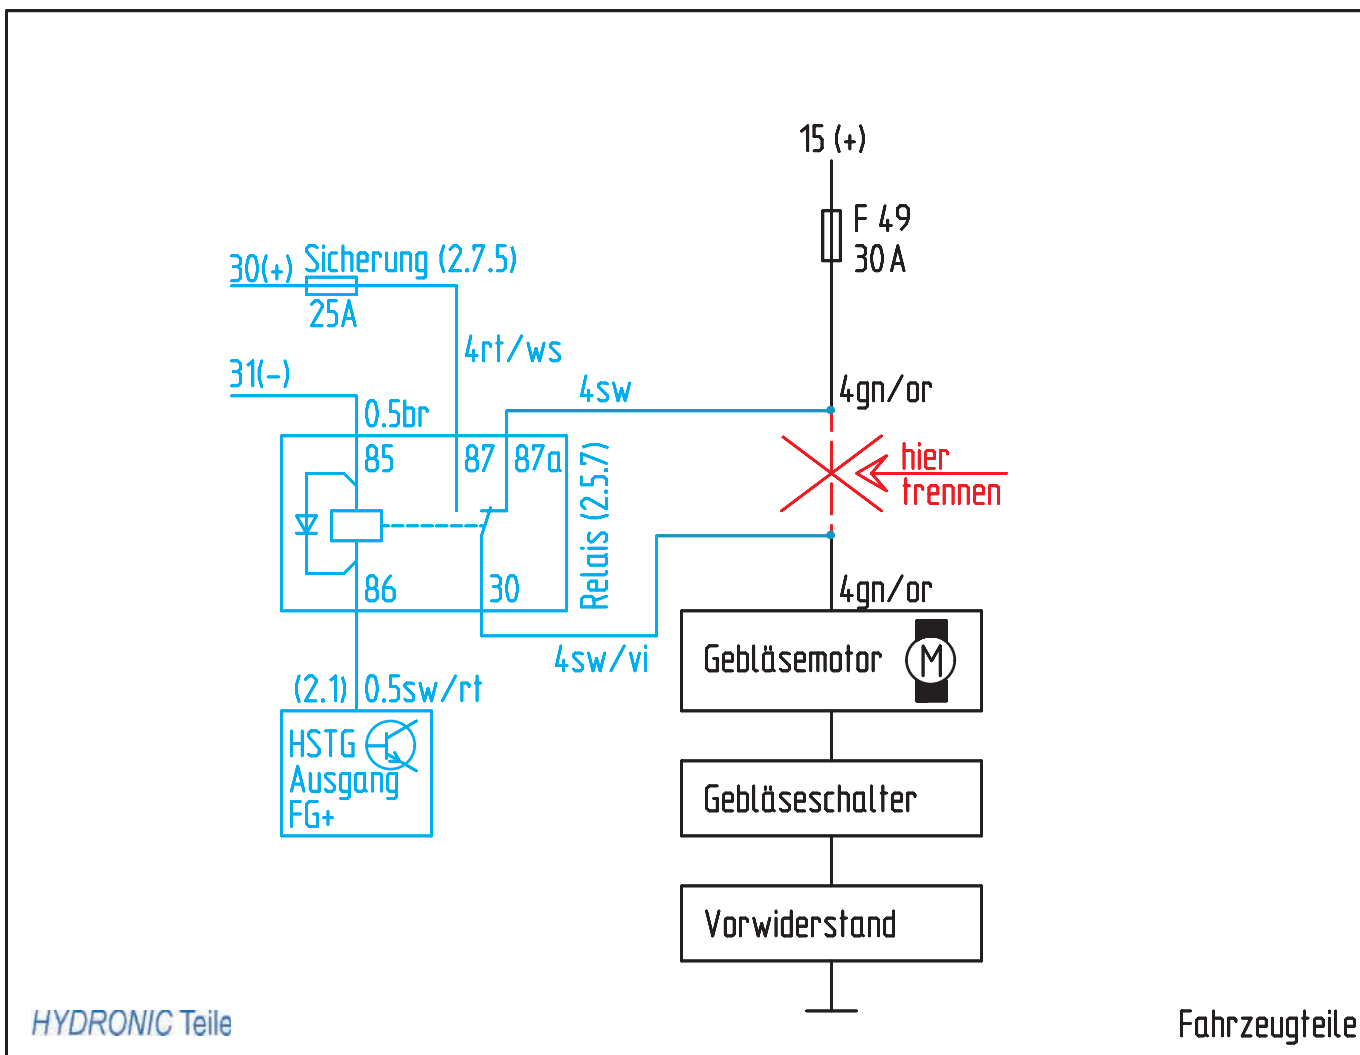 15 (+)
F 49
30 A
Sicherung (2.7.5)
30(+)
25A
4rt/ws
31(-)
0.5br
4sw
4gn/or
85
87
87a
hier
trennen
Relais (2.5.7)
86
30
4gn/or
4sw/vi
Gebläsemotor
M
(2.1)
0.5sw/rt
HSTG
Ausgang
FG+
Gebläseschalter
Vorwiderstand
HYDRONIC Teile
Fahrzeugteile